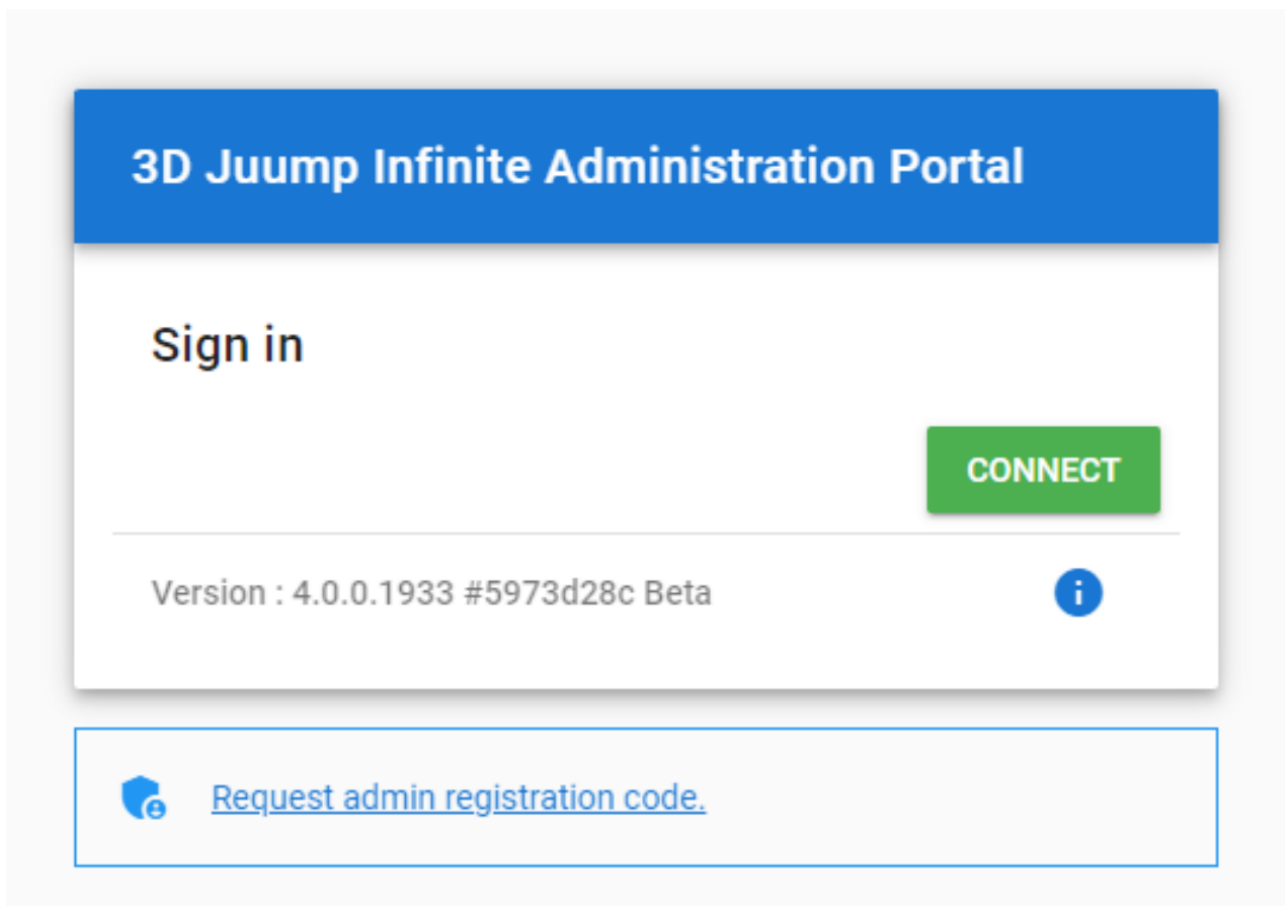 3D Juump Infinite Administration Portal
Sign in
CONNECT
Version : 4.0.0.1933 #5973d28c Beta
Request admin registration code.